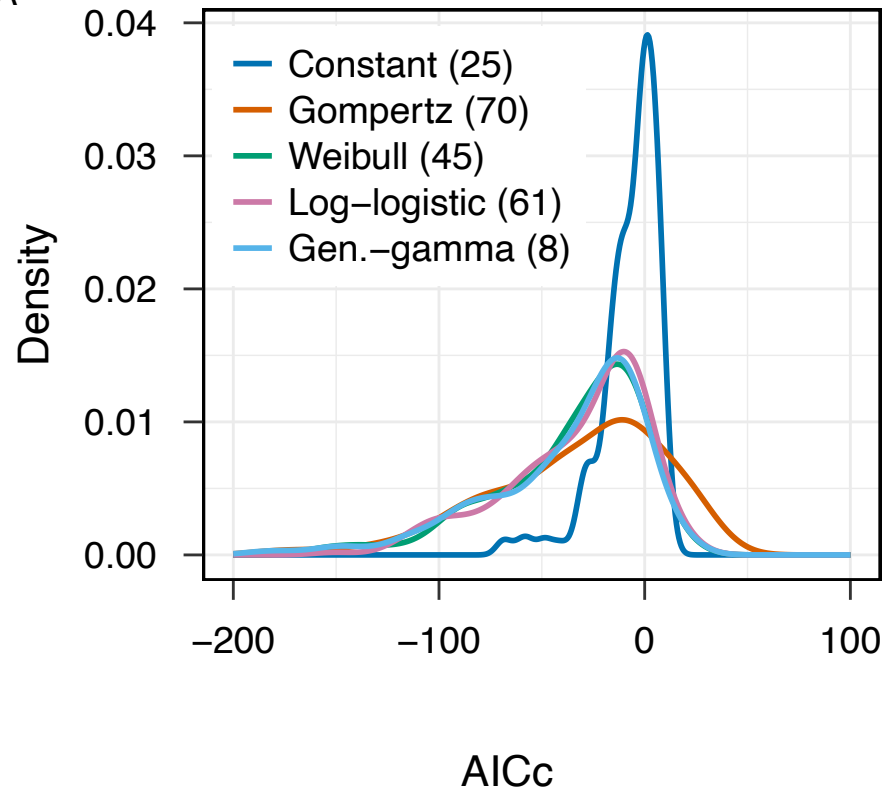 0.04
0.03
0.02
0.01
0.00
Density
Constant (25)
Gompertz (70)
Weibull (45)
Log−logistic (61)
Gen.−gamma (8)
−200
−100
0
100
AICc